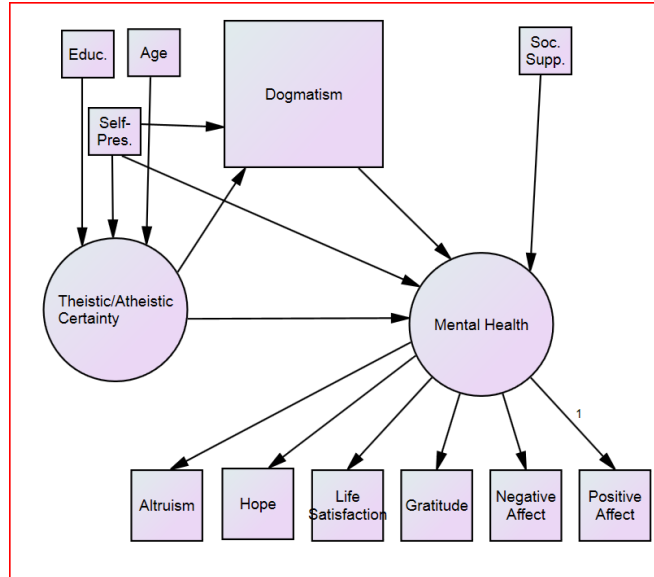 Educ.
Age
Soc.
Supp.
Dogmatism
Self-
Pres.
Theistic/Atheistic
Certainty
Mental Health
1
Altruism
Hope
Life
Satisfaction
Gratitude
Negative
Affect
Positive
Affect